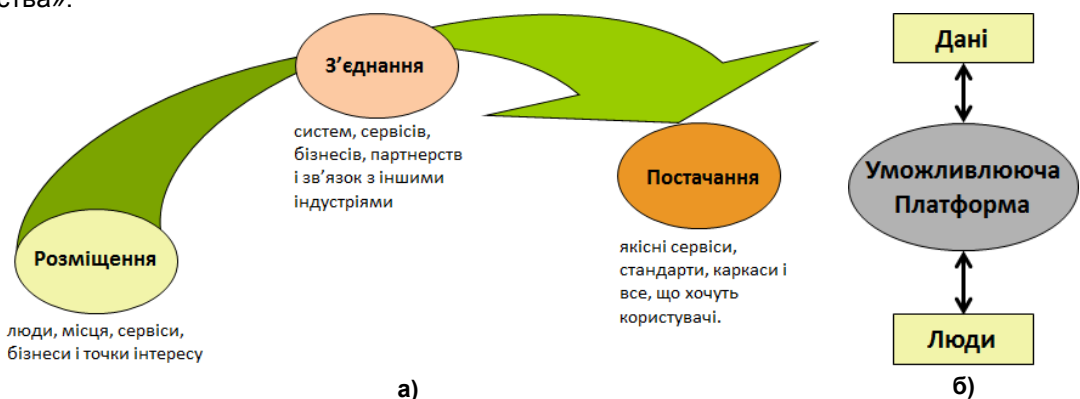 ства».
З’єднання
систем, сервісів,
бізнесів, партнерств
і зв’язок з іншими
індустріями
Розміщення
люди, місця, сервіси,
бізнеси і точки інтересу
Постачання
якісні сервіси,
стандарти, каркаси і
все, що хочуть
користувачі.
а)
Дані
Уможливлююча
Платформа
Люди
б)